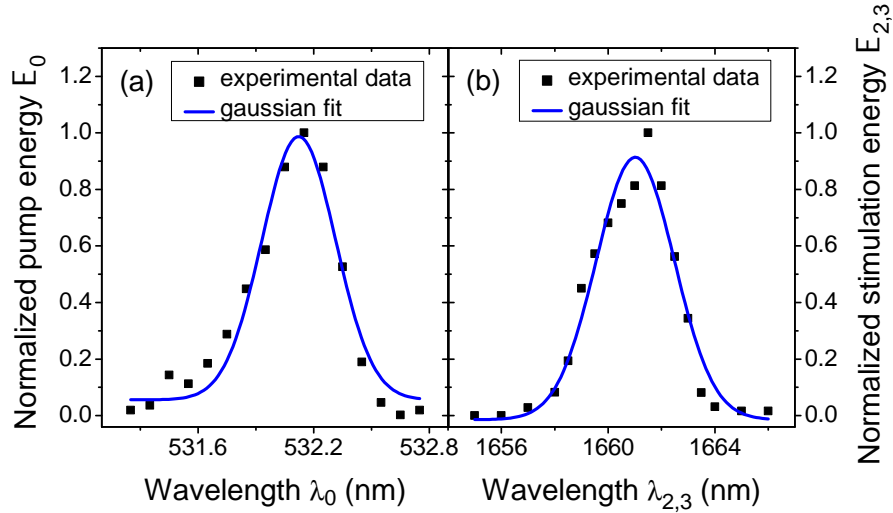 Normalized pump energy E0
1.2
1.0
0.8
0.6
0.4
0.2
0.0
(a)
experimental data
gaussian fit
531.6
532.2
532.8
Wavelength λ0 (nm)
(b)
experimental data
gaussian fit
1656
1660
1664
Wavelength λ2,3 (nm)
1.2
1.0
0.8
0.6
0.4
0.2
0.0
Normalized stimulation energy E2,3